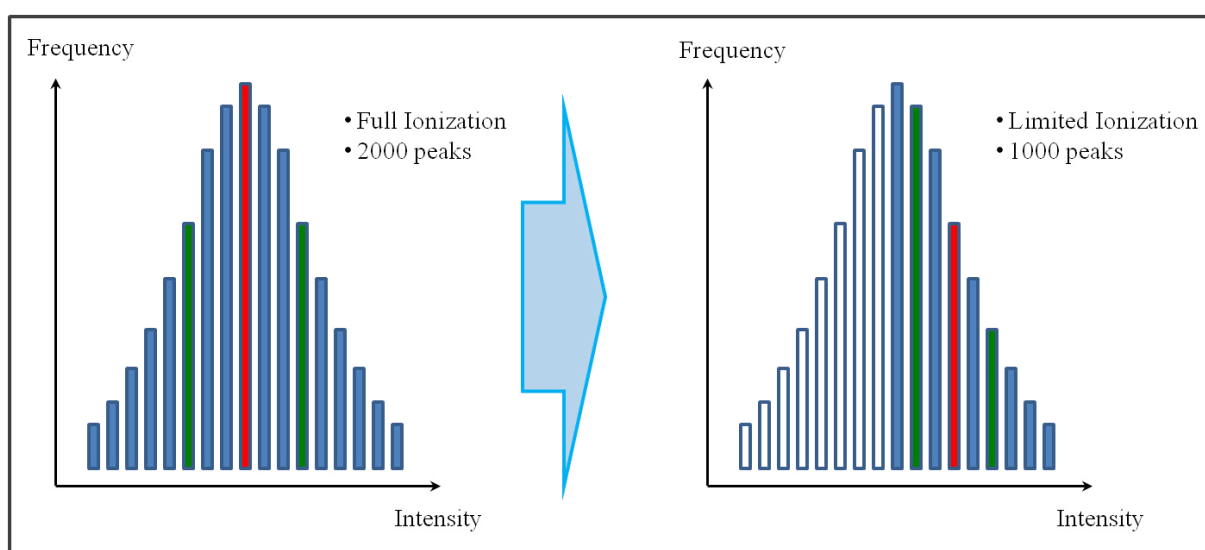 Frequency
• Full Ionization
• 2000 peaks
Intensity
Frequency
• Limited Ionization
• 1000 peaks
Intensity